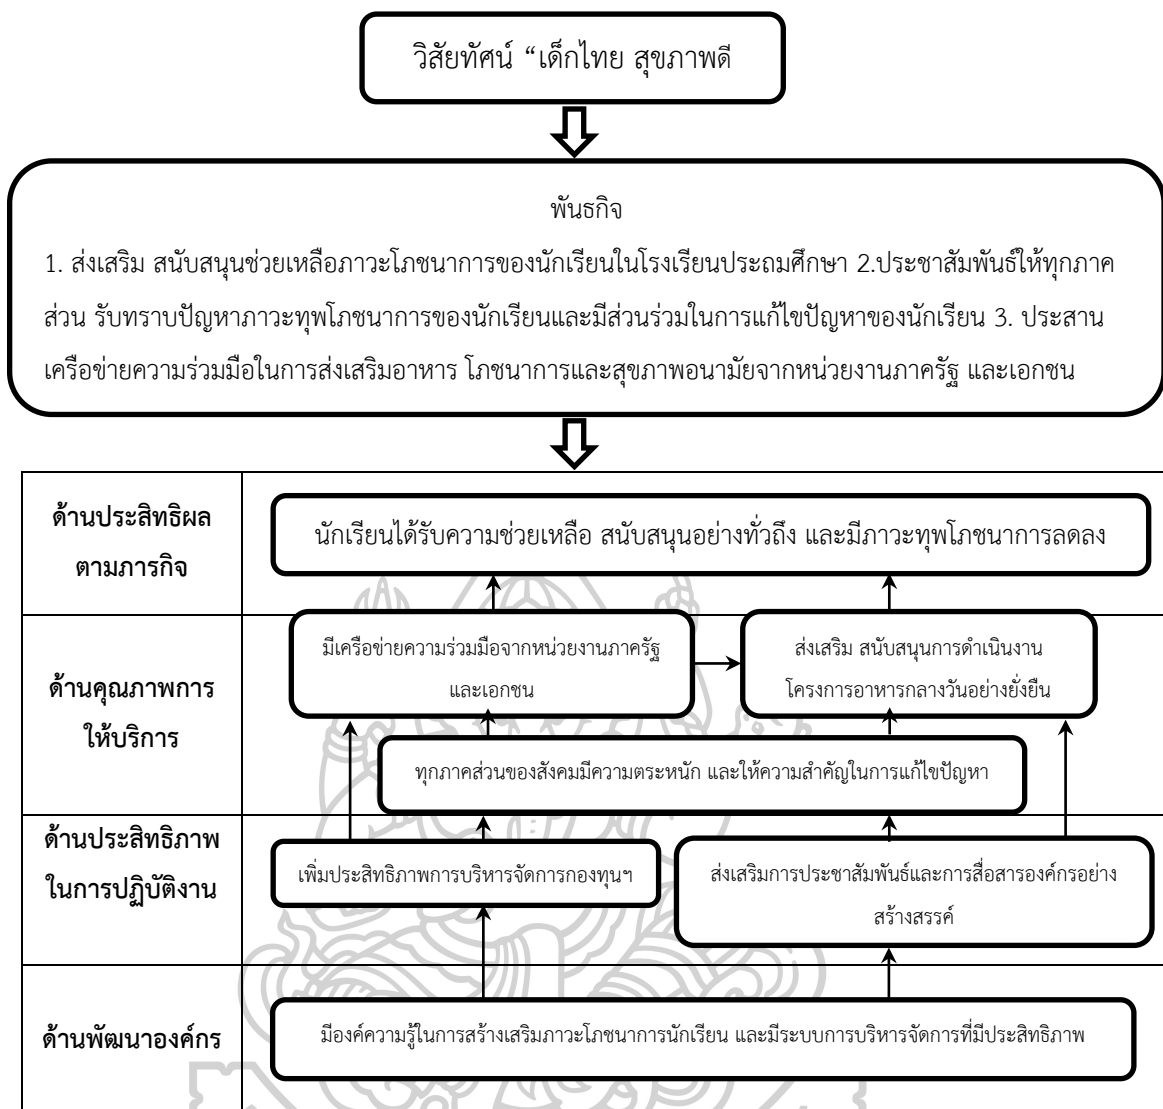 วิสัยทัศน์ “เด็กไทย สุขภาพดี
พันธกิจ
1. ส่งเสริม สนับสนุนช่วยเหลือภาวะโภชนาการของนักเรียนในโรงเรียนประถมศึกษา 2.ประชาสัมพันธ์ให้ทุกภาค
ส่วน รับทราบปัญหาภาวะทุพโภชนาการของนักเรียนและมีส่วนร่วมในการแก้ไขปัญหาของนักเรียน 3. ประสาน
เครือข่ายความร่วมมือในการส่งเสริมอาหาร โภชนาการและสุขภาพอนามัยจากหน่วยงานภาครัฐ และเอกชน
ด้านประสิทธิผล
ตามภารกิจ
นักเรียนได้รับความช่วยเหลือ สนับสนุนอย่างทั่วถึง และมีภาวะทุพโภชนาการลดลง
ด้านคุณภาพการ
ให้บริการ
มีเครือข่ายความร่วมมือจากหน่วยงานภาครัฐ
และเอกชน
ส่งเสริม สนับสนุนการดำเนินงาน
โครงการอาหารกลางวันอย่างยั่งยืน
ทุกภาคส่วนของสังคมมีความตระหนัก และให้ความสำคัญในการแก้ไขปัญหา
ด้านประสิทธิภาพ
ในการปฏิบัติงาน
เพิ่มประสิทธิภาพการบริหารจัดการกองทุนฯ
ส่งเสริมการประชาสัมพันธ์และการสื่อสารองค์กรอย่าง
สร้างสรรค์
ด้านพัฒนาองค์กร
มีองค์ความรู้ในการสร้างเสริมภาวะโภชนาการนักเรียน และมีระบบการบริหารจัดการที่มีประสิทธิภาพ